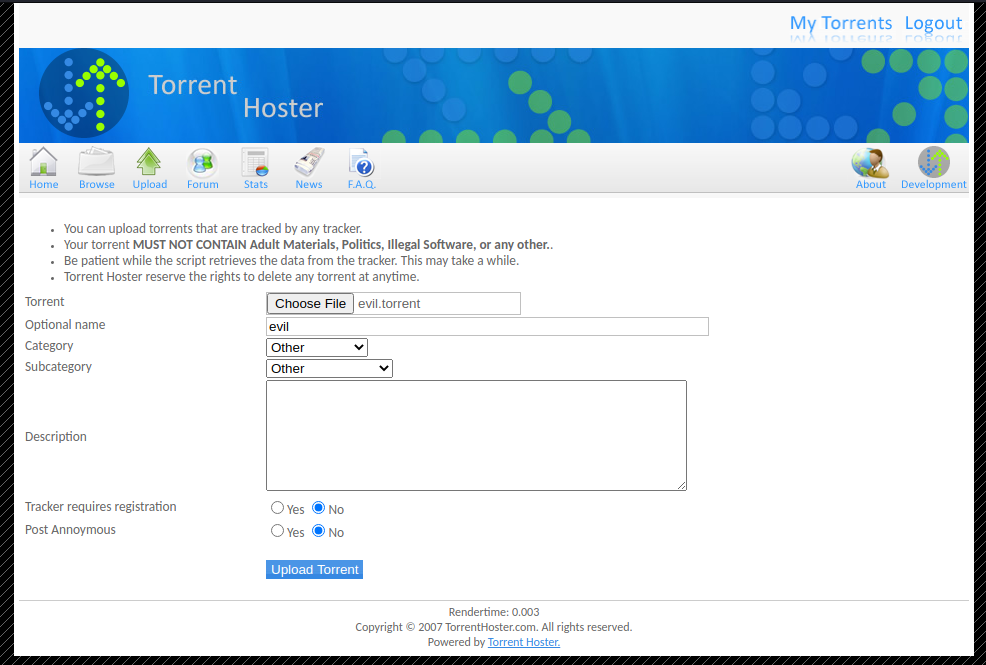 My Torrents Logout
Torrent
Hoster
Home Browse Upload Forum Stats News F.A.Q. About Development
You can upload torrents that are tracked by any tracker.
Your torrent MUST NOT CONTAIN Adult Materials, Politics, Illegal Software, or any other..
Be patient while the script retrieves the data from the tracker. This may take a while.
Torrent Hoster reserve the rights to delete any torrent at anytime.
Torrent Choose File evil.torrent
Optional name evil
Category Other
Subcategory Other
Description
Tracker requires registration Yes No
Post Annoymous Yes No
Upload Torrent
Rendertime: 0.003
Copyright © 2007 TorrentHoster.com. All rights reserved.
Powered by Torrent Hoster.